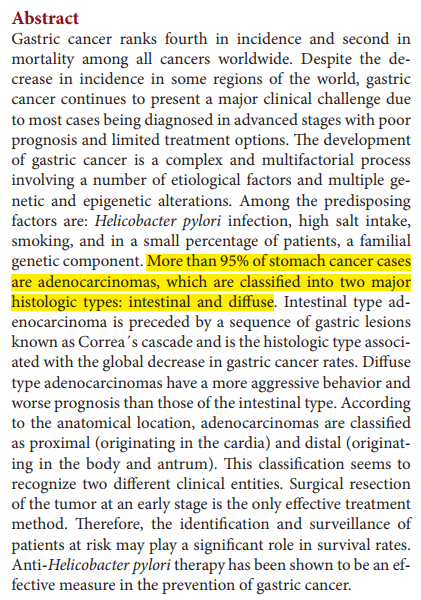 Abstract
Gastric cancer ranks fourth in incidence and second in
mortality among all cancers worldwide. Despite the de-
crease in incidence in some regions of the world, gastric
cancer continues to present a major clinical challenge due
to most cases being diagnosed in advanced stages with poor
prognosis and limited treatment options. The development
of gastric cancer is a complex and multifactorial process
involving a number of etiological factors and multiple ge-
netic and epigenetic alterations. Among the predisposing
factors are: Helicobacter pylori infection, high salt intake,
smoking, and in a small percentage of patients, a familial
genetic component. More than 95% of stomach cancer cases
are adenocarcinomas, which are classified into two major
histologic types: intestinal and diffuse. Intestinal type ad-
enocarcinoma is preceded by a sequence of gastric lesions
known as Correa´s cascade and is the histologic type associ-
ated with the global decrease in gastric cancer rates. Diffuse
type adenocarcinomas have a more aggressive behavior and
worse prognosis than those of the intestinal type. According
to the anatomical location, adenocarcinomas are classified
as proximal (originating in the cardia) and distal (originat-
ing in the body and antrum). This classification seems to
recognize two different clinical entities. Surgical resection
of the tumor at an early stage is the only effective treatment
method. Therefore, the identification and surveillance of
patients at risk may play a significant role in survival rates.
Anti-Helicobacter pylori therapy has been shown to be an ef-
fective measure in the prevention of gastric cancer.